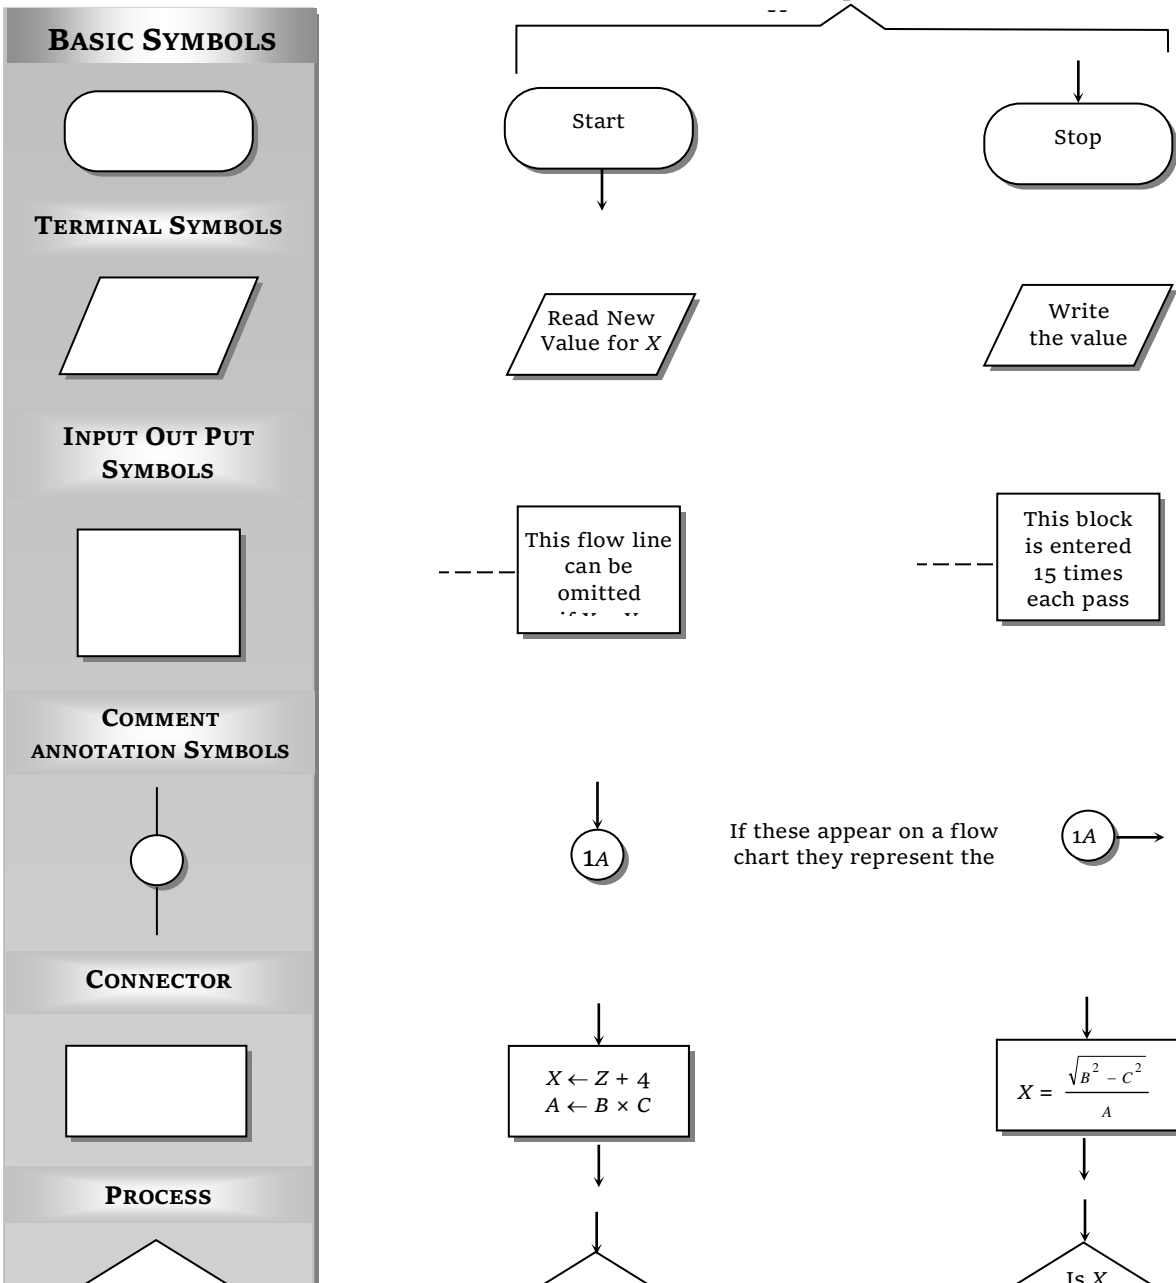 BASIC SYMBOLS
Start
Stop
TERMINAL SYMBOLS
Read New
Value for X
Write
the value
INPUT OUT PUT
SYMBOLS
This flow line
can be
omitted
if
This block
is entered
15 times
each pass
COMMENT
ANNOTATION SYMBOLS
1A
If these appear on a flow
chart they represent the
1A
CONNECTOR
X ← Z + 4
A ← B × C
X = √(B² − C²) / A
PROCESS
Is X